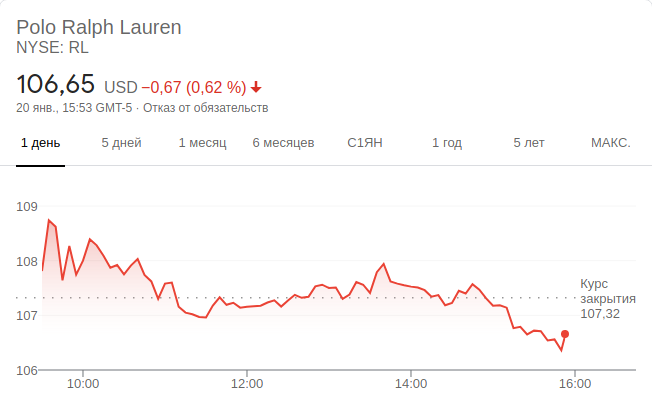 Polo Ralph Lauren
NYSE: RL
106,65 USD −0,67 (0,62 %)
20 янв., 15:53 GMT-5 · Отказ от обязательств
1 день 5 дней 1 месяц 6 месяцев С1ЯН 1 год 5 лет МАКС.
109
108
Курс
закрытия
107,32
107
106
10:00 12:00 14:00 16:00